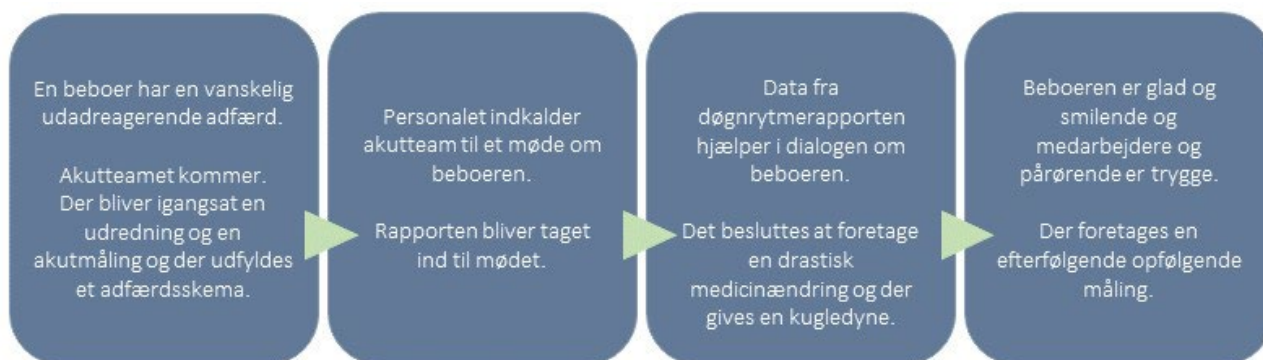 En beboer har en vanskelig
udadreagerende adfærd.
Akutteamet kommer.
Der bliver igangsat en
udredning og en
akutmåling og der udfyldes
et adfærdsskema.
Personalet indkalder
akutteam til et møde om
beboeren.
Rapporten bliver taget
ind til mødet.
Data fra
døgnrytmerapporten
hjælper i dialogen om
beboeren.
Det besluttes at foretage
en drastisk
medicinændring og der
gives en kugledyne.
Beboeren er glad og
smilende og
medarbejdere og
pårørende er trygge.
Der foretages en
efterfølgende opfølgende
måling.